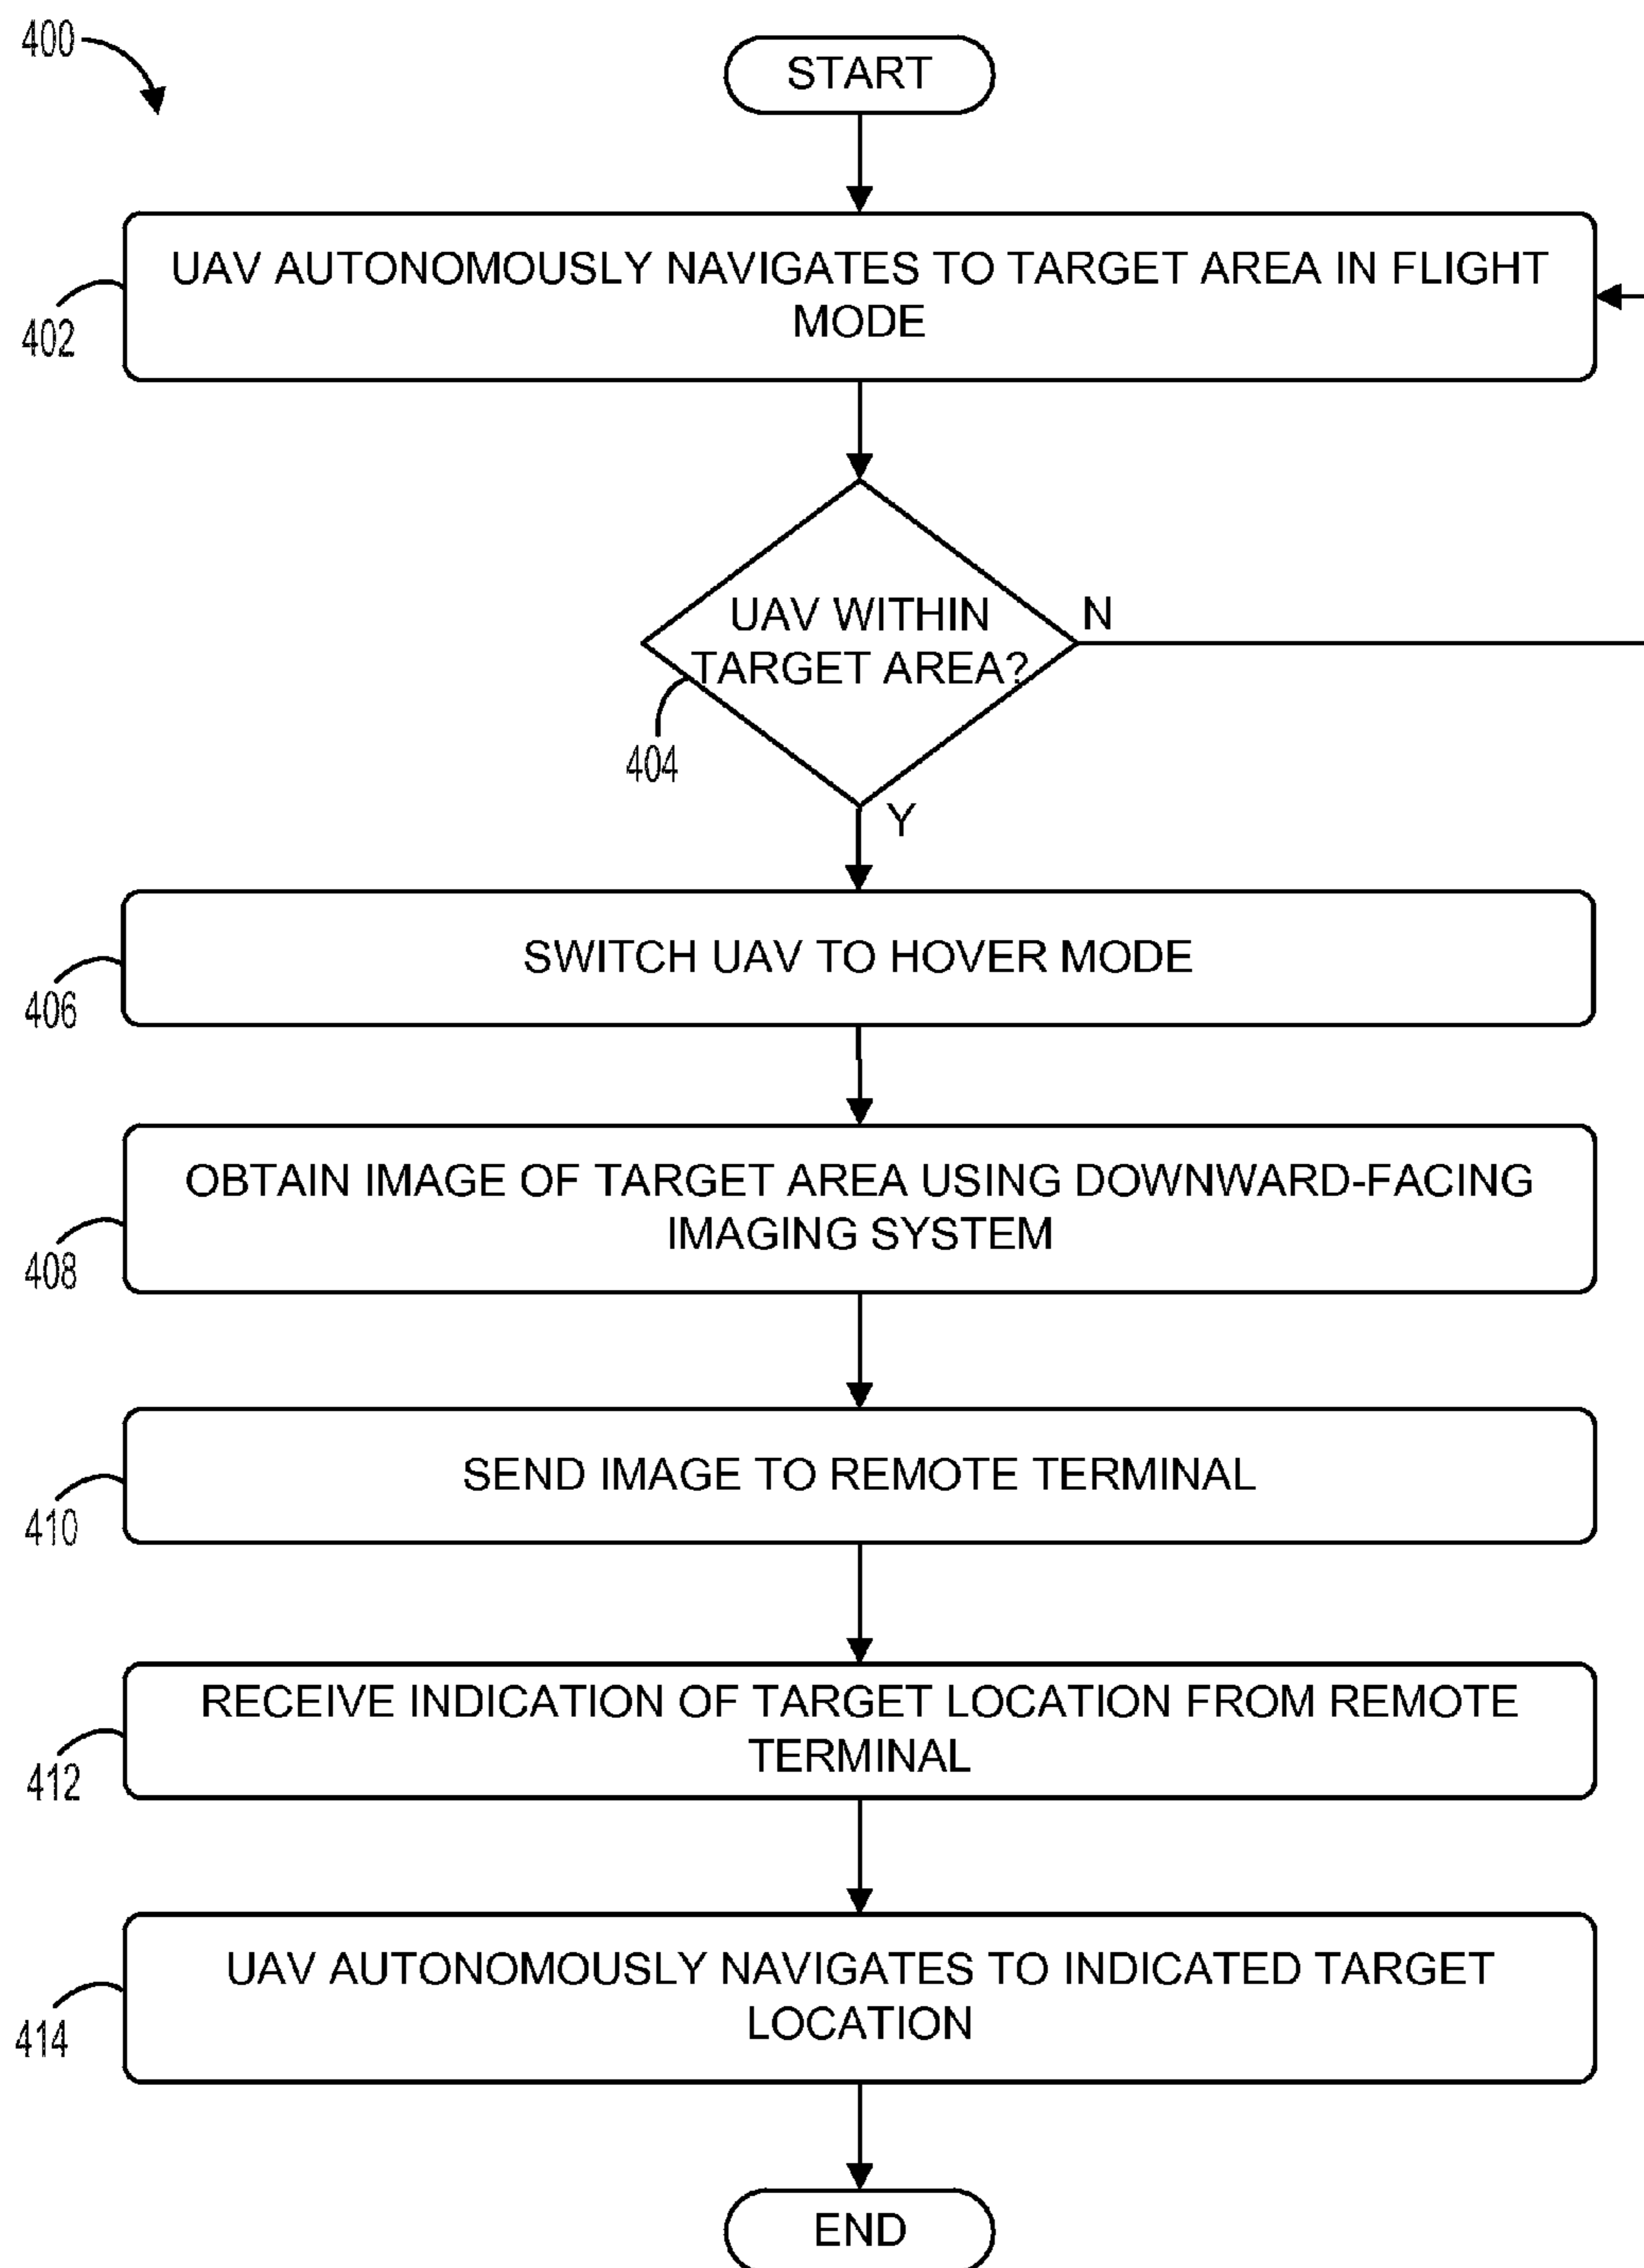 400
START
UAV AUTONOMOUSLY NAVIGATES TO TARGET AREA IN FLIGHT
MODE
402
UAV WITHIN
TARGET AREA?
N
404
Y
SWITCH UAV TO HOVER MODE
406
OBTAIN IMAGE OF TARGET AREA USING DOWNWARD-FACING
IMAGING SYSTEM
408
SEND IMAGE TO REMOTE TERMINAL
410
RECEIVE INDICATION OF TARGET LOCATION FROM REMOTE
TERMINAL
412
UAV AUTONOMOUSLY NAVIGATES TO INDICATED TARGET
LOCATION
414
END